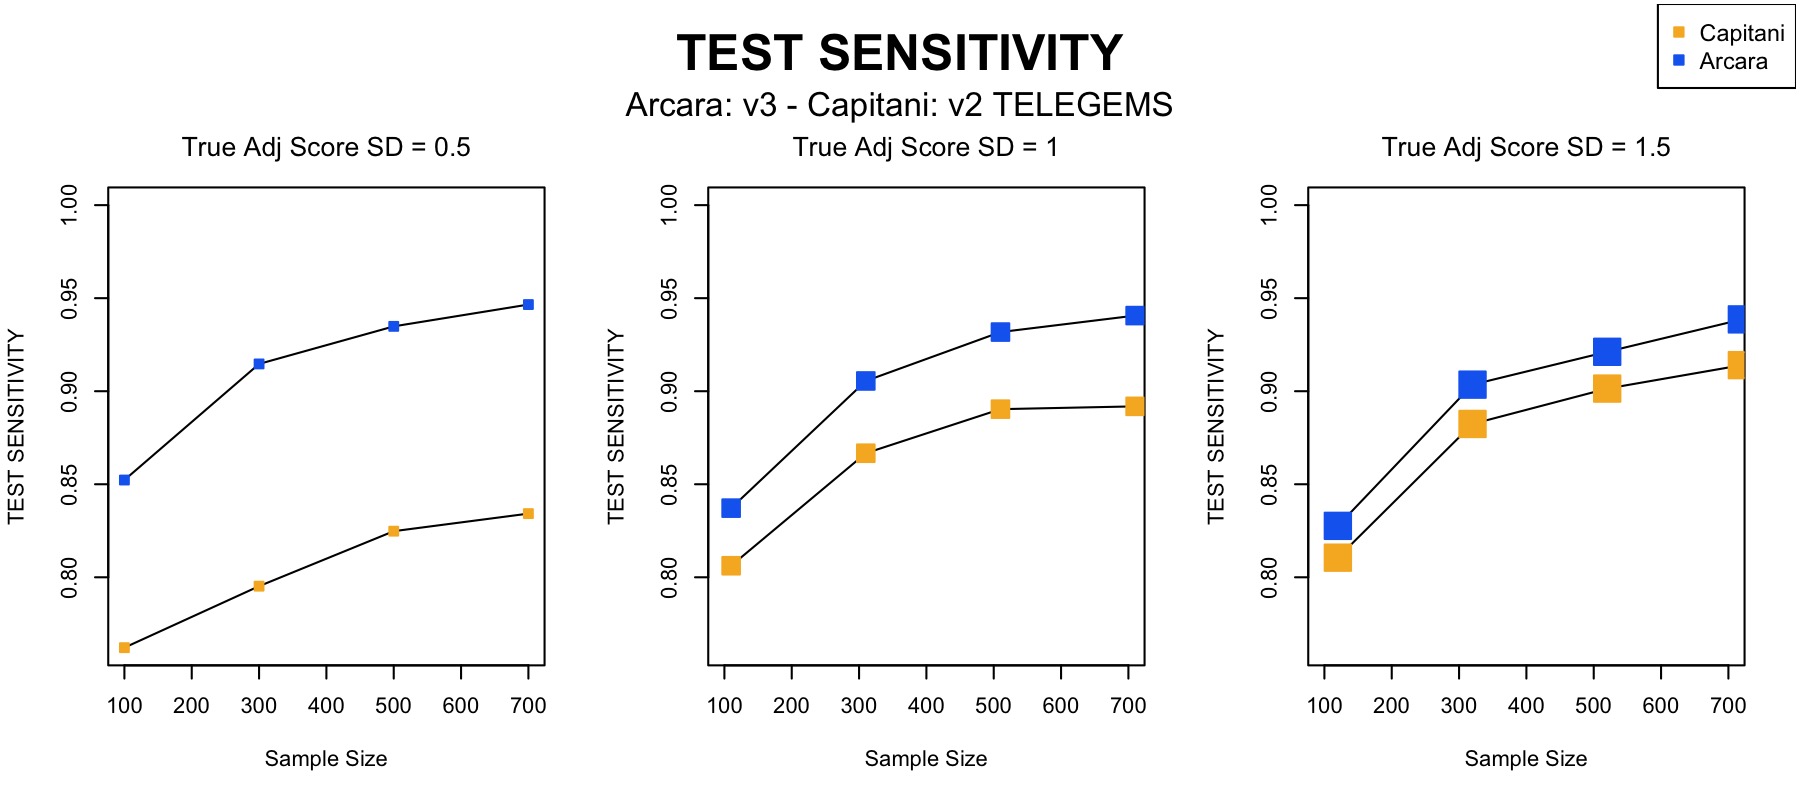 TEST SENSITIVITY
Arcara: v3 - Capitani: v2 TELEGEMS
Capitani
Arcara
True Adj Score SD = 0.5
TEST SENSITIVITY
1.00
0.95
0.90
0.85
0.80
100 200 300 400 500 600 700
Sample Size
True Adj Score SD = 1
TEST SENSITIVITY
1.00
0.95
0.90
0.85
0.80
100 200 300 400 500 600 700
Sample Size
True Adj Score SD = 1.5
TEST SENSITIVITY
1.00
0.95
0.90
0.85
0.80
100 200 300 400 500 600 700
Sample Size